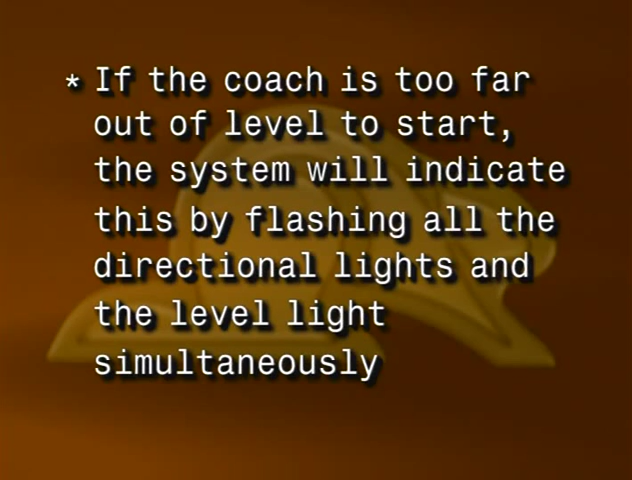 * If the coach is too far
out of level to start,
the system will indicate
this by flashing all the
directional lights and
the level light
simultaneously